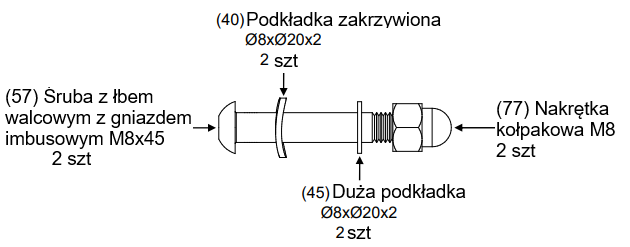 (40) Podkładka zakrzywiona
Ø8xØ20x2
2 szt
(57) Śruba z łbem
walcowym z gniazdem
imbusowym M8x45
2 szt
(77) Nakrętka
kołpakowa M8
2 szt
(45) Duża podkładka
Ø8xØ20x2
2 szt